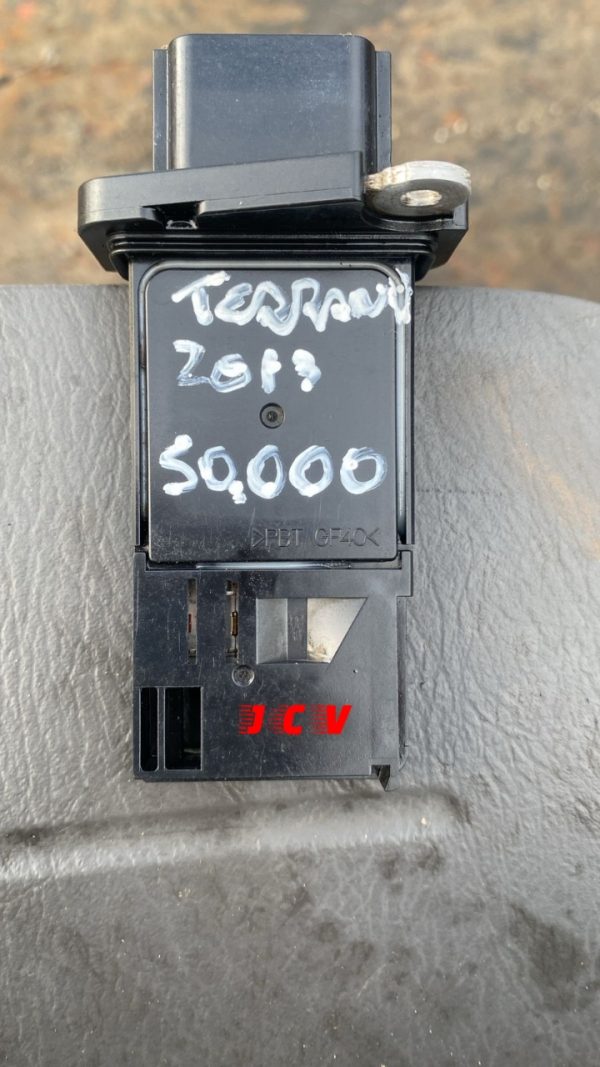 TERRANO
2013
50.000
>PBT GF40<
JCV